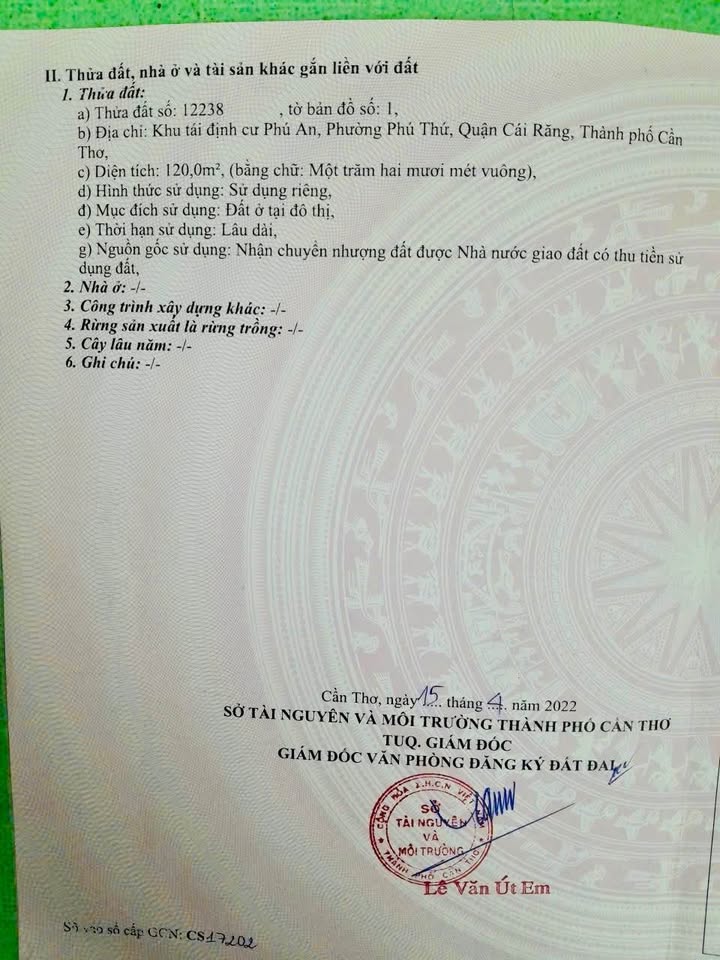 II. Thửa đất, nhà ở và tài sản khác gắn liền với đất
1. Thửa đất:
a) Thửa đất số: 12238 , tờ bản đồ số: 1,
b) Địa chỉ: Khu tái định cư Phú An, Phường Phú Thứ, Quận Cái Răng, Thành phố Cần
Thơ,
c) Diện tích: 120,0m², (bằng chữ: Một trăm hai mươi mét vuông),
d) Hình thức sử dụng: Sử dụng riêng,
đ) Mục đích sử dụng: Đất ở tại đô thị,
e) Thời hạn sử dụng: Lâu dài,
g) Nguồn gốc sử dụng: Nhận chuyển nhượng đất được Nhà nước giao đất có thu tiền sử
dụng đất,
2. Nhà ở: -/-
3. Công trình xây dựng khác: -/-
4. Rừng sản xuất là rừng trồng: -/-
5. Cây lâu năm: -/-
6. Ghi chú: -/-
Cần Thơ, ngày 15 tháng 4 năm 2022
SỞ TÀI NGUYÊN VÀ MÔI TRƯỜNG THÀNH PHỐ CẦN THƠ
TUQ. GIÁM ĐỐC
GIÁM ĐỐC VĂN PHÒNG ĐĂNG KÝ ĐẤT ĐAI
CỘNG HÒA X.H.C.N VIỆT NAM
SỞ
TÀI NGUYÊN
VÀ
MÔI TRƯỜNG
THÀNH PHỐ CẦN THƠ
Lê Văn Út Em
Số vào sổ cấp GCN: CS17202